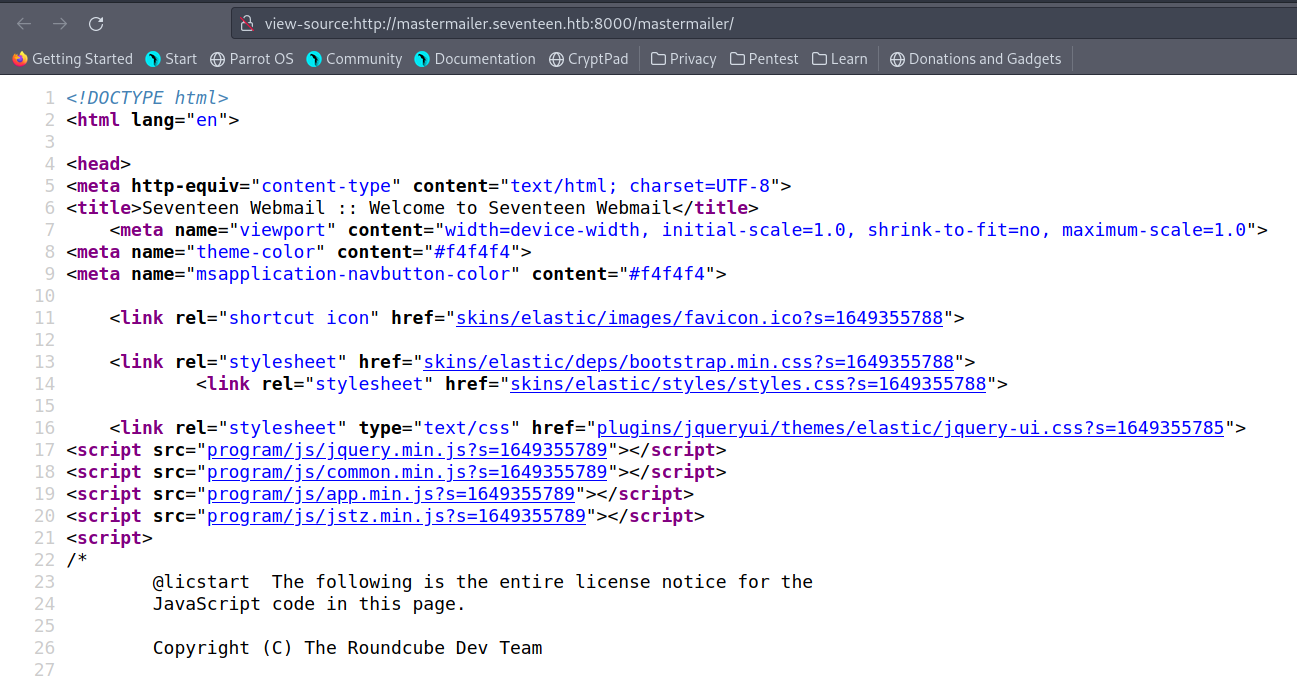 view-source:http://mastermailer.seventeen.htb:8000/mastermailer/
Getting Started Start Parrot OS Community Documentation CryptPad Privacy Pentest Learn Donations and Gadgets
1 <!DOCTYPE html>
2 <html lang="en">
3
4 <head>
5 <meta http-equiv="content-type" content="text/html; charset=UTF-8">
6 <title>Seventeen Webmail :: Welcome to Seventeen Webmail</title>
7 <meta name="viewport" content="width=device-width, initial-scale=1.0, shrink-to-fit=no, maximum-scale=1.0">
8 <meta name="theme-color" content="#f4f4f4">
9 <meta name="msapplication-navbutton-color" content="#f4f4f4">
10
11 <link rel="shortcut icon" href="skins/elastic/images/favicon.ico?s=1649355788">
12
13 <link rel="stylesheet" href="skins/elastic/deps/bootstrap.min.css?s=1649355788">
14 <link rel="stylesheet" href="skins/elastic/styles/styles.css?s=1649355788">
15
16 <link rel="stylesheet" type="text/css" href="plugins/jqueryui/themes/elastic/jquery-ui.css?s=1649355785">
17 <script src="program/js/jquery.min.js?s=1649355789"></script>
18 <script src="program/js/common.min.js?s=1649355789"></script>
19 <script src="program/js/app.min.js?s=1649355789"></script>
20 <script src="program/js/jstz.min.js?s=1649355789"></script>
21 <script>
22 /*
23 @licstart  The following is the entire license notice for the
24 JavaScript code in this page.
25
26 Copyright (C) The Roundcube Dev Team
27